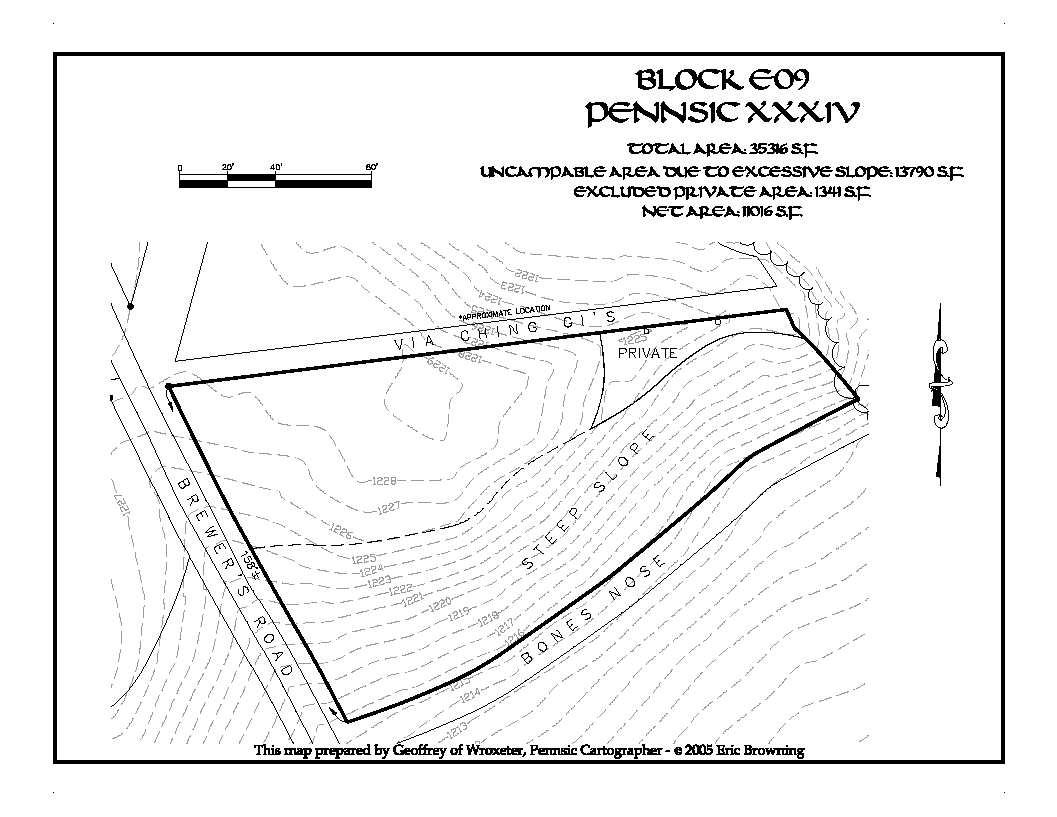 BLOCK E09
PENNSIC XXXIV
TOTAL AREA: 35316 S.F.
UNCAMPABLE AREA DUE TO EXCESSIVE SLOPE: 13790 S.F.
EXCLUDED PRIVATE AREA: 1341 S.F.
NET AREA: 11016 S.F.
0 20' 40' 80'
1222
1223
1224
*APPROXIMATE LOCATION
VIA CHING GI'S
1225
PRIVATE
1228
1229
1228
1227
1227
1226
1225
1224
1223
1222
1221
1220
1219
1218
1217
1216
1215
1214
1213
STEEP SLOPE
BREWER'S ROAD
158'±
BONES NOSE
This map prepared by Geoffrey of Wroxeter, Pennsic Cartographer - © 2005 Eric Browning